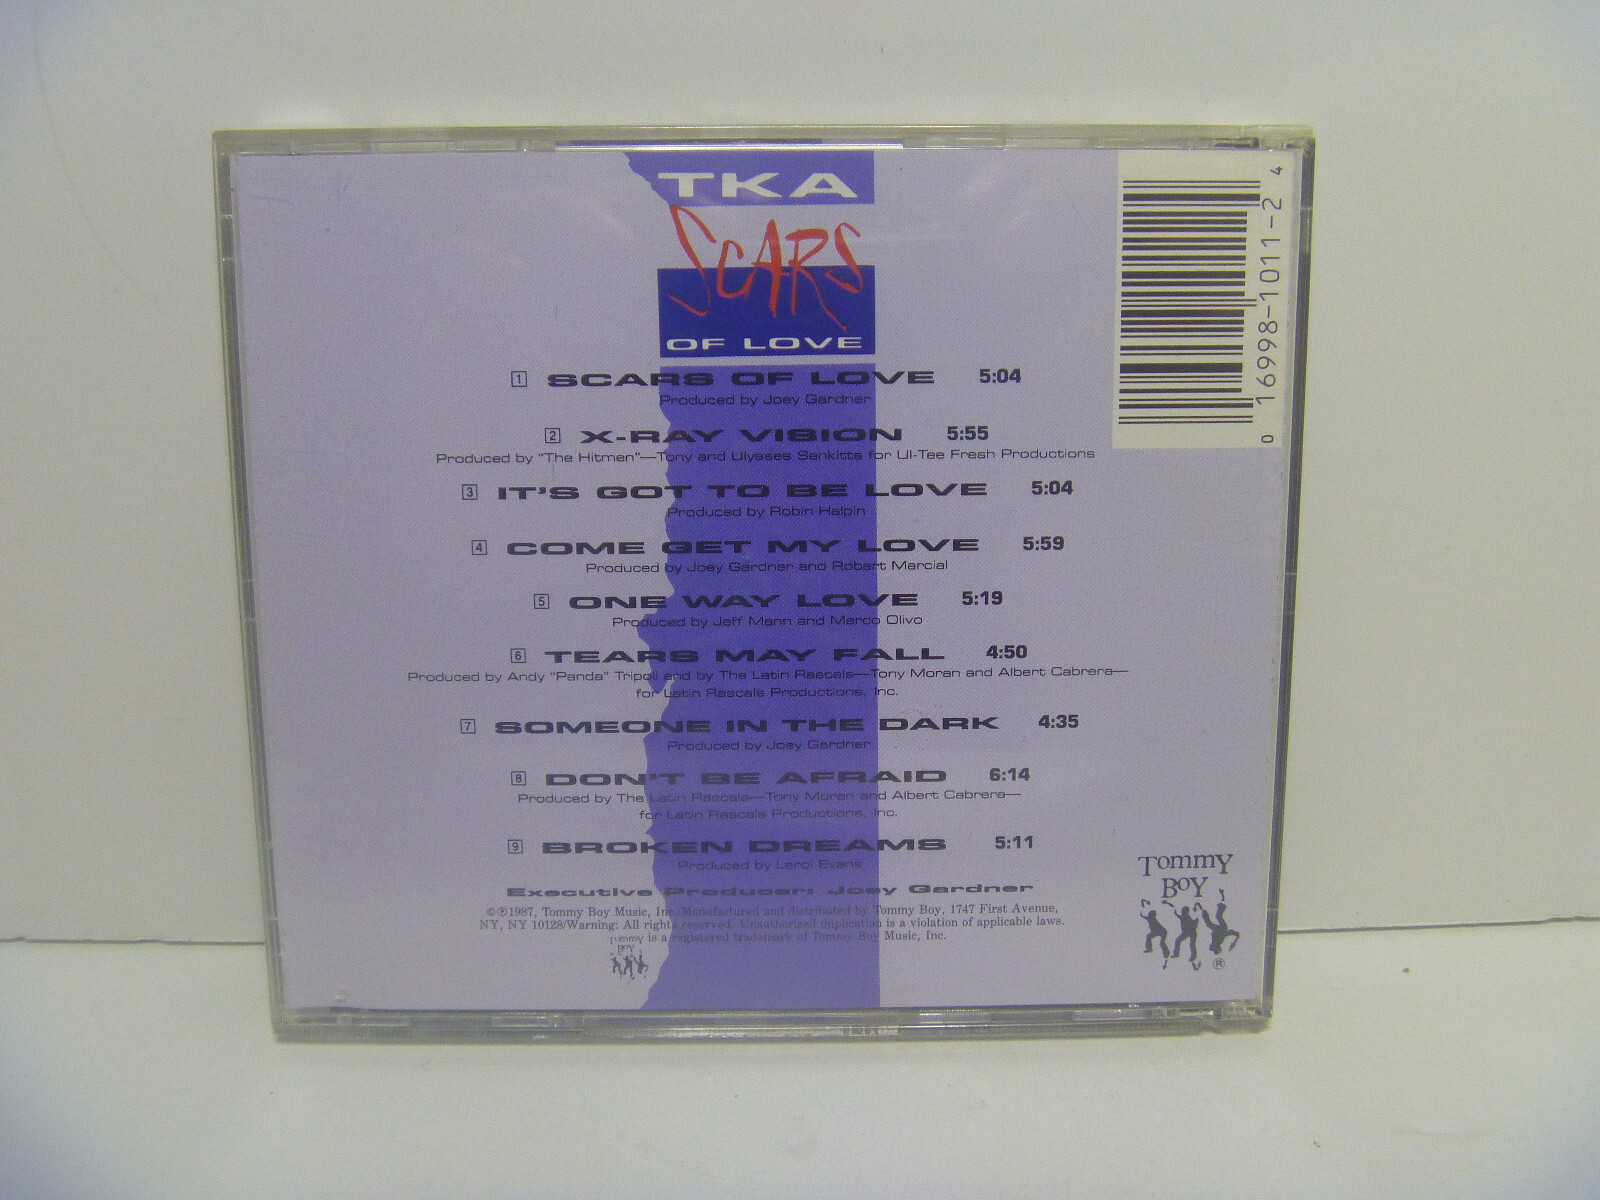 TKA
SCARS
OF LOVE
1 SCARS OF LOVE 5:04
Produced by Joey Gardner
2 X-RAY VISION 5:55
Produced by "The Hitmen"—Tony and Ulysses Senkitta for Ul-Tee Fresh Productions
3 IT'S GOT TO BE LOVE 5:04
Produced by Robin Halpin
4 COME GET MY LOVE 5:59
Produced by Joey Gardner and Robert Marcial
5 ONE WAY LOVE 5:19
Produced by Jeff Mann and Marco Olivo
6 TEARS MAY FALL 4:50
Produced by Andy "Panda" Tripoli and by The Latin Rascals—Tony Moran and Albert Cabrera—
for Latin Rascals Productions, Inc.
7 SOMEONE IN THE DARK 4:35
Produced by Joey Gardner
8 DON'T BE AFRAID 6:14
Produced by The Latin Rascals—Tony Moran and Albert Cabrera—
for Latin Rascals Productions, Inc.
9 BROKEN DREAMS 5:11
Produced by Leroi Evans
Executive Producer: Joey Gardner
©℗1987, Tommy Boy Music, Inc./Manufactured and distributed by Tommy Boy, 1747 First Avenue,
NY, NY 10128/Warning: All rights reserved. Unauthorized duplication is a violation of applicable laws.
Tommy Boy is a registered trademark of Tommy Boy Music, Inc.
0 16998-1011-2 4
Tommy
Boy
®